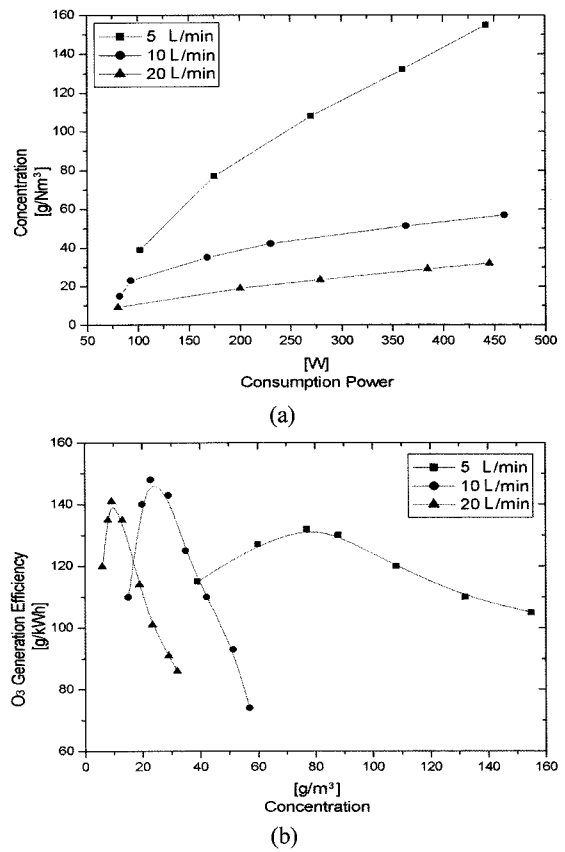 160
140
120
100
80
60
40
20
0
Concentration
[g/Nm³]
5 L/min
10 L/min
20 L/min
50 100 150 200 250 300 350 400 450 500
[W]
Consumption Power
(a)
160
140
120
100
80
60
O₃ Generation Efficiency
[g/kWh]
5 L/min
10 L/min
20 L/min
0 20 40 60 80 100 120 140 160
[g/m³]
Concentration
(b)